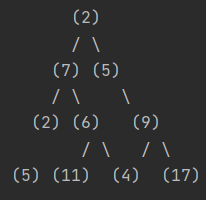 (2)
/ \
(7) (5)
/ \ \
(2) (6) (9)
/ \ / \
(5) (11) (4) (17)